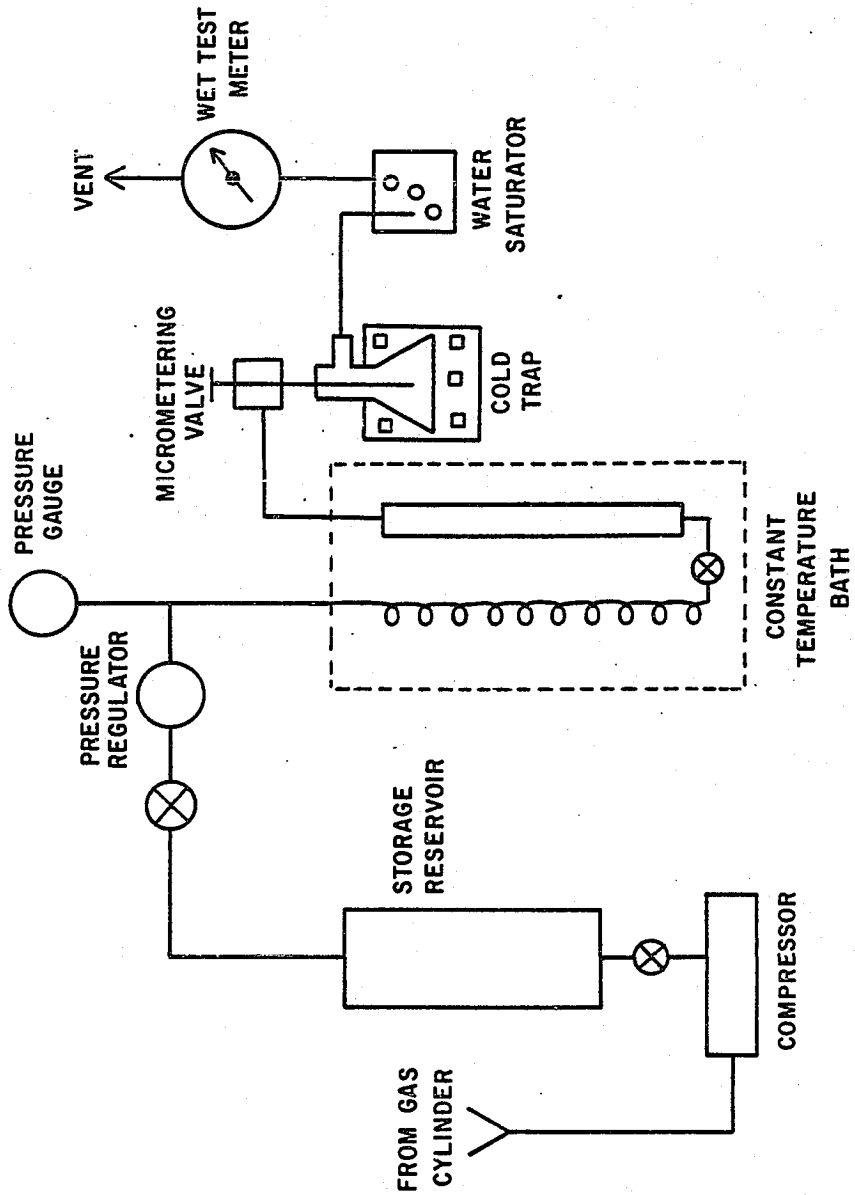 FROM GAS
CYLINDER
COMPRESSOR
STORAGE
RESERVOIR
PRESSURE
REGULATOR
PRESSURE
GAUGE
CONSTANT
TEMPERATURE
BATH
MICROMETERING
VALVE
COLD
TRAP
WATER
SATURATOR
VENT
WET TEST
METER